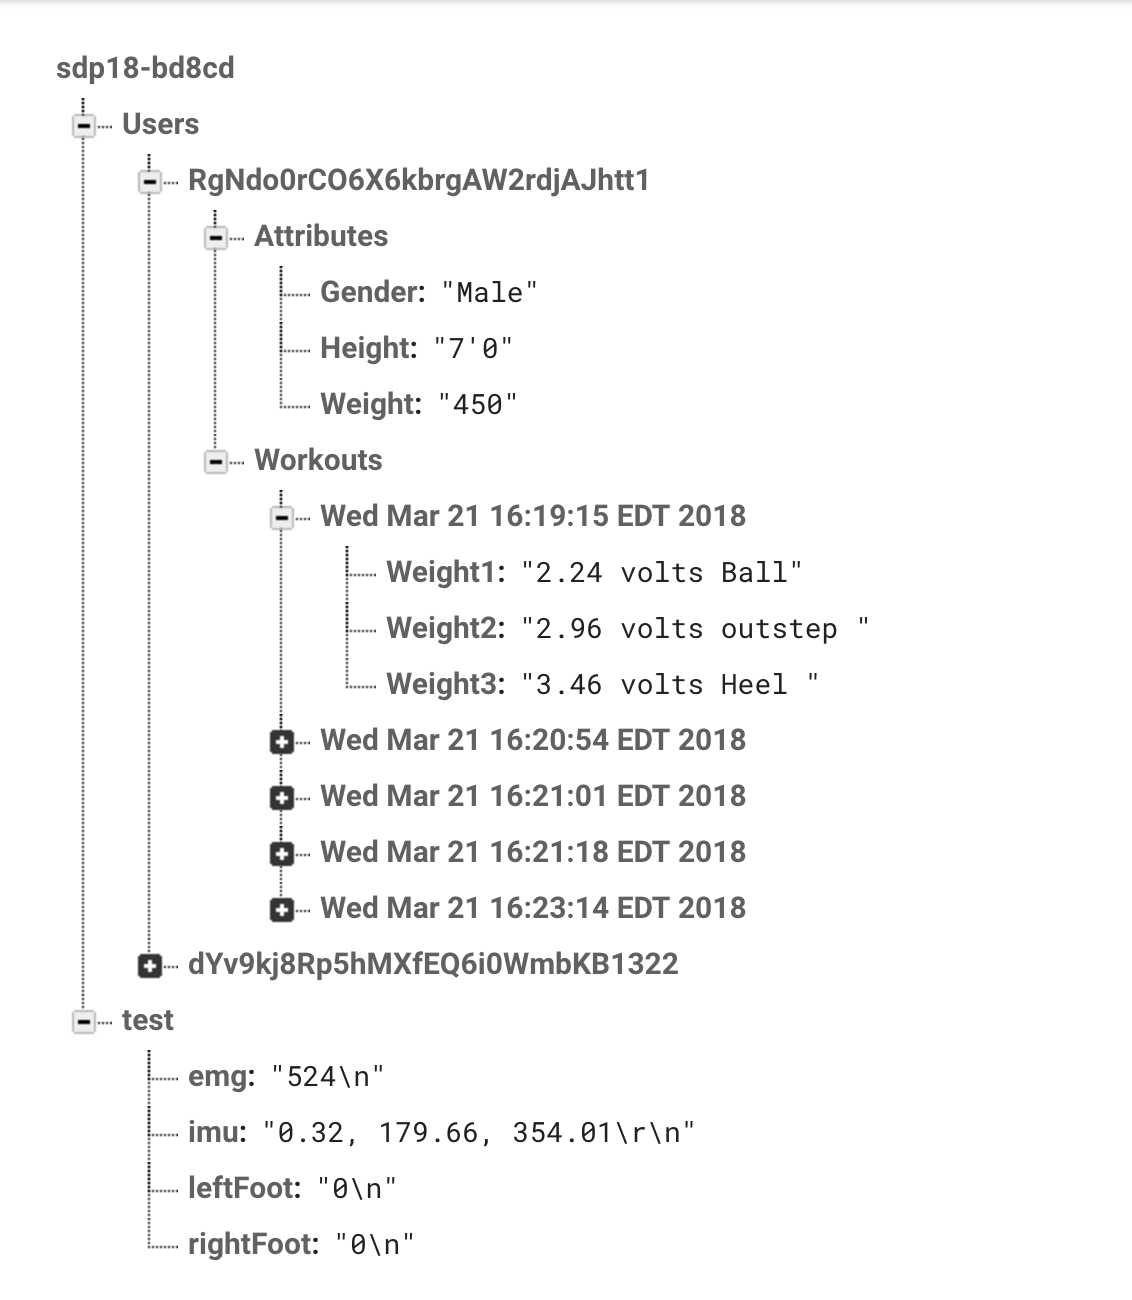 sdp18-bd8cd
Users
RgNdo0rCO6X6kbrgAW2rdjAJhtt1
Attributes
Gender: "Male"
Height: "7'0"
Weight: "450"
Workouts
Wed Mar 21 16:19:15 EDT 2018
Weight1: "2.24 volts Ball"
Weight2: "2.96 volts outstep "
Weight3: "3.46 volts Heel "
Wed Mar 21 16:20:54 EDT 2018
Wed Mar 21 16:21:01 EDT 2018
Wed Mar 21 16:21:18 EDT 2018
Wed Mar 21 16:23:14 EDT 2018
dYv9kj8Rp5hMXfEQ6i0WmbKB1322
test
emg: "524\n"
imu: "0.32, 179.66, 354.01\r\n"
leftFoot: "0\n"
rightFoot: "0\n"